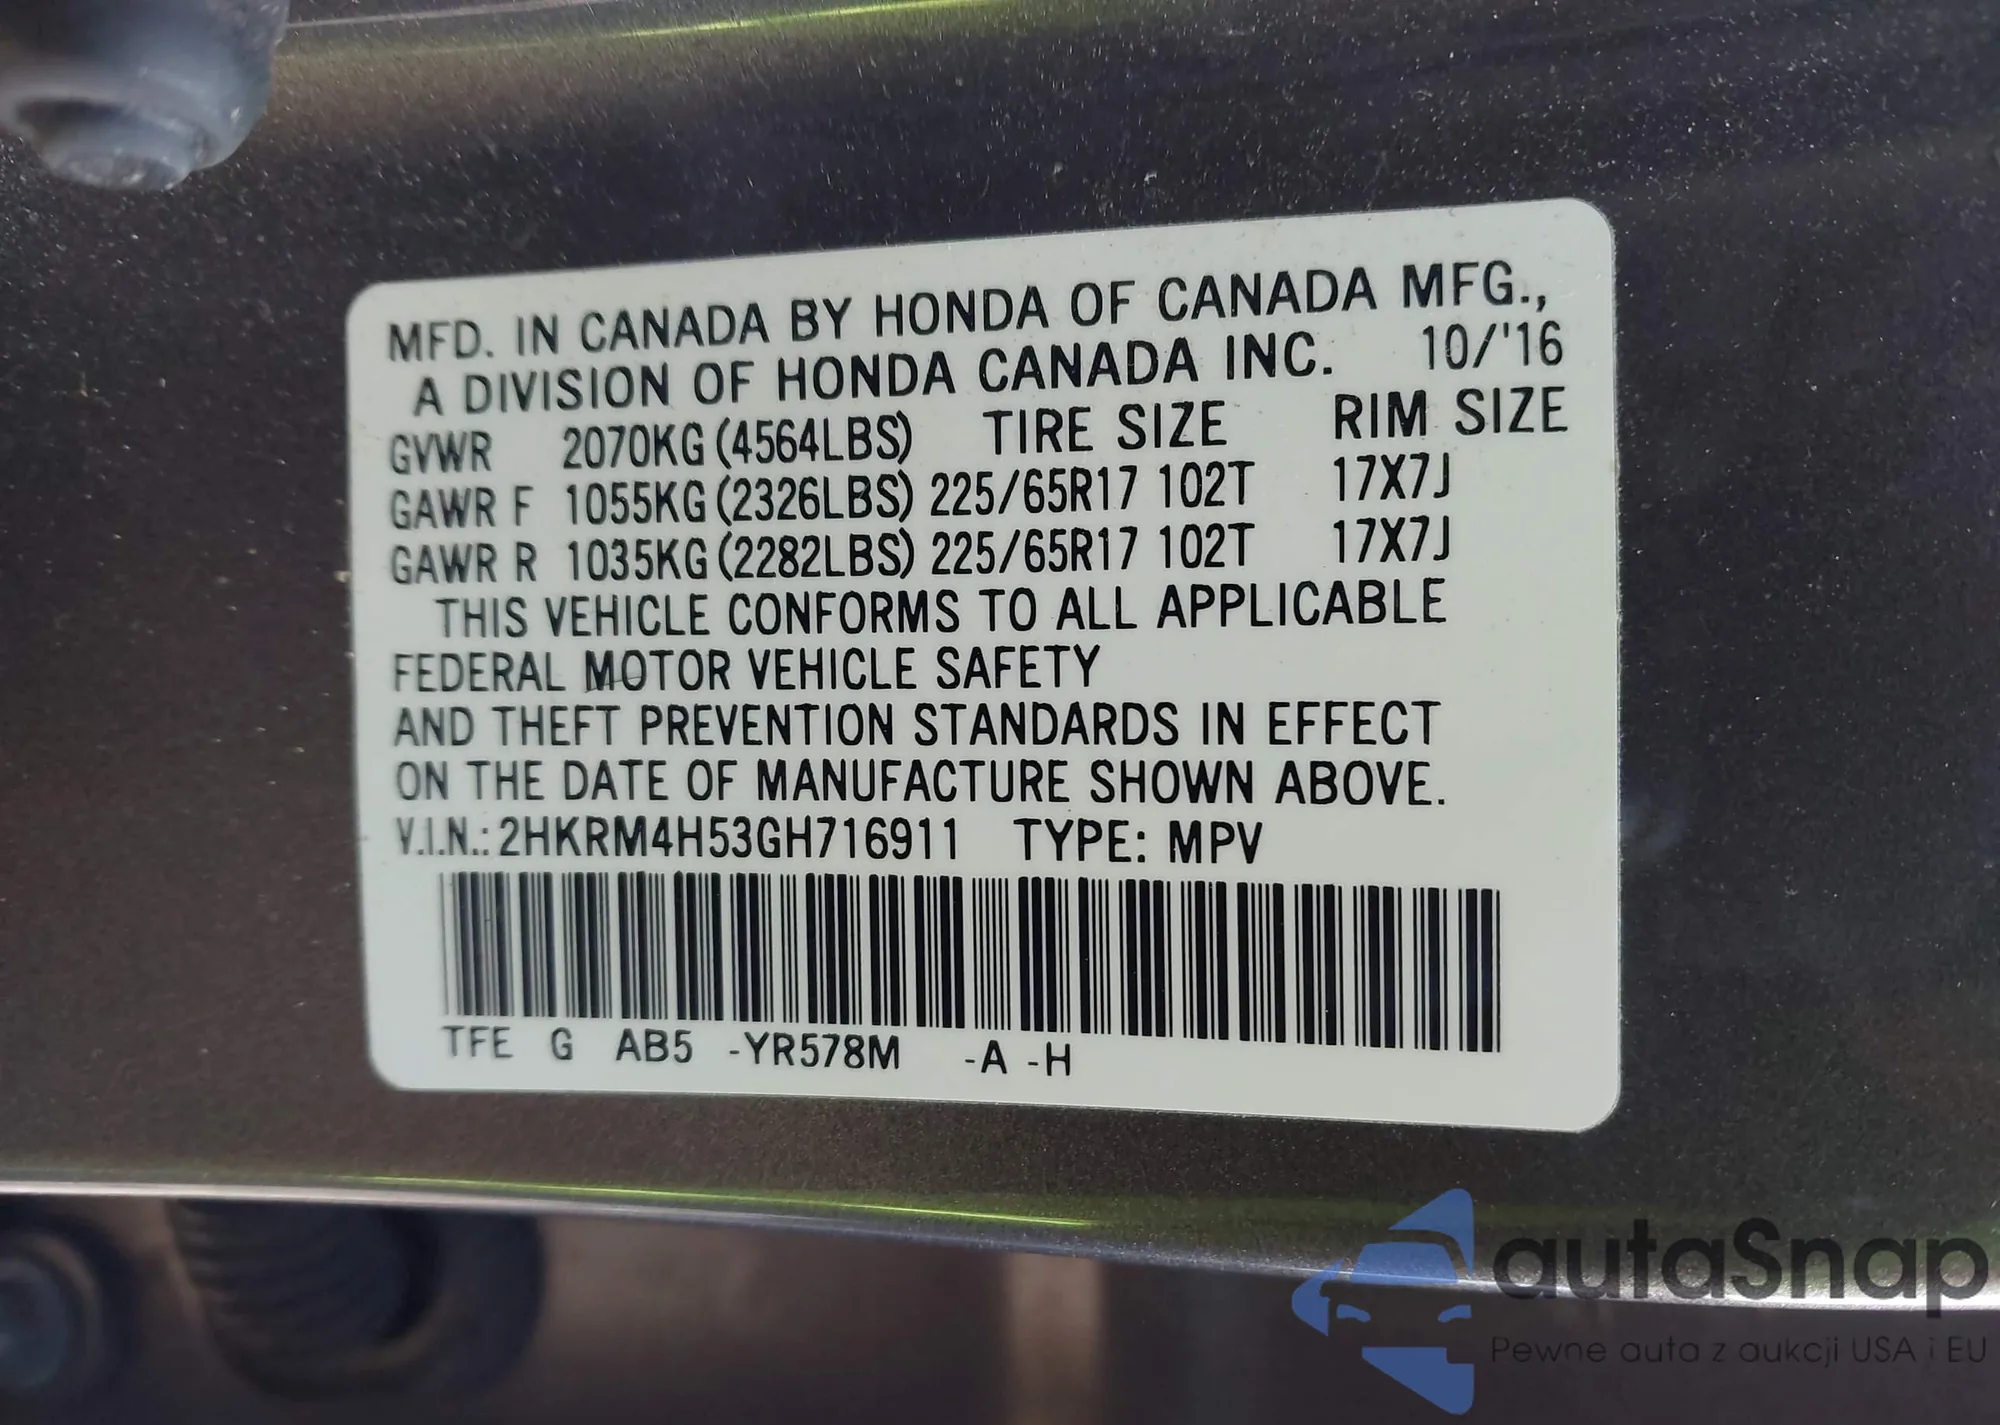 MFD. IN CANADA BY HONDA OF CANADA MFG.,
A DIVISION OF HONDA CANADA INC. 10/'16
GVWR 2070KG (4564LBS) TIRE SIZE RIM SIZE
GAWR F 1055KG (2326LBS) 225/65R17 102T 17X7J
GAWR R 1035KG (2282LBS) 225/65R17 102T 17X7J
THIS VEHICLE CONFORMS TO ALL APPLICABLE
FEDERAL MOTOR VEHICLE SAFETY
AND THEFT PREVENTION STANDARDS IN EFFECT
ON THE DATE OF MANUFACTURE SHOWN ABOVE.
V.I.N.: 2HKRM4H53GH716911 TYPE: MPV
TFE G AB5 -YR578M -A -H
autaSnap
Pewne auta z aukcji USA i EU